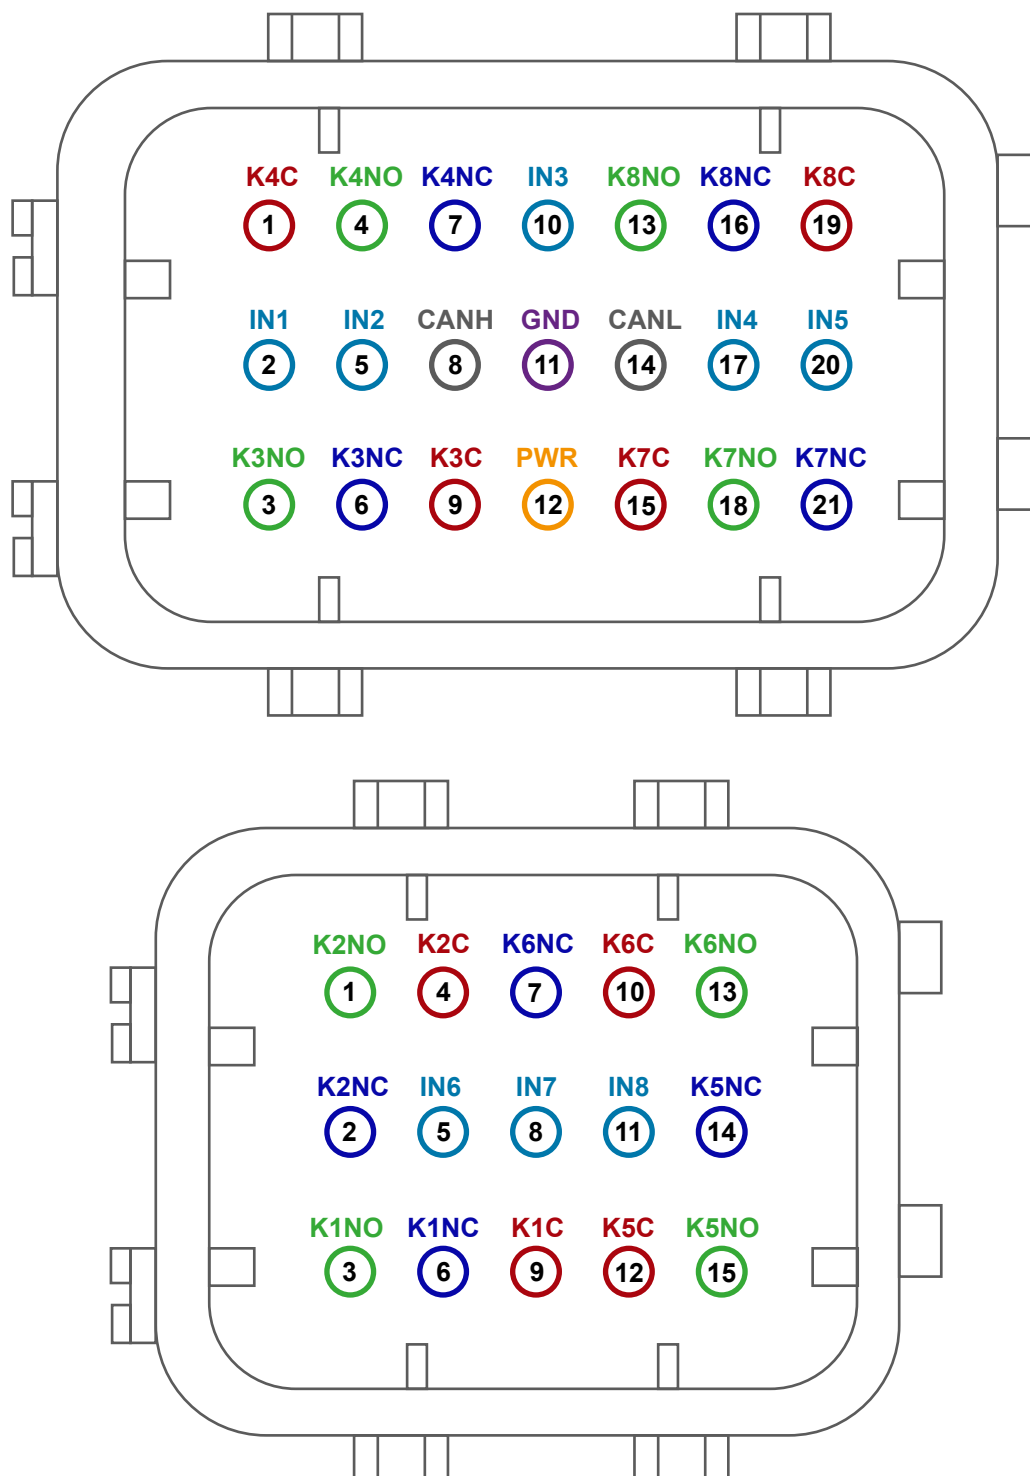 K4C K4NO K4NC IN3 K8NO K8NC K8C
1 4 7 10 13 16 19
IN1 IN2 CANH GND CANL IN4 IN5
2 5 8 11 14 17 20
K3NO K3NC K3C PWR K7C K7NO K7NC
3 6 9 12 15 18 21
K2NO K2C K6NC K6C K6NO
1 4 7 10 13
K2NC IN6 IN7 IN8 K5NC
2 5 8 11 14
K1NO K1NC K1C K5C K5NO
3 6 9 12 15